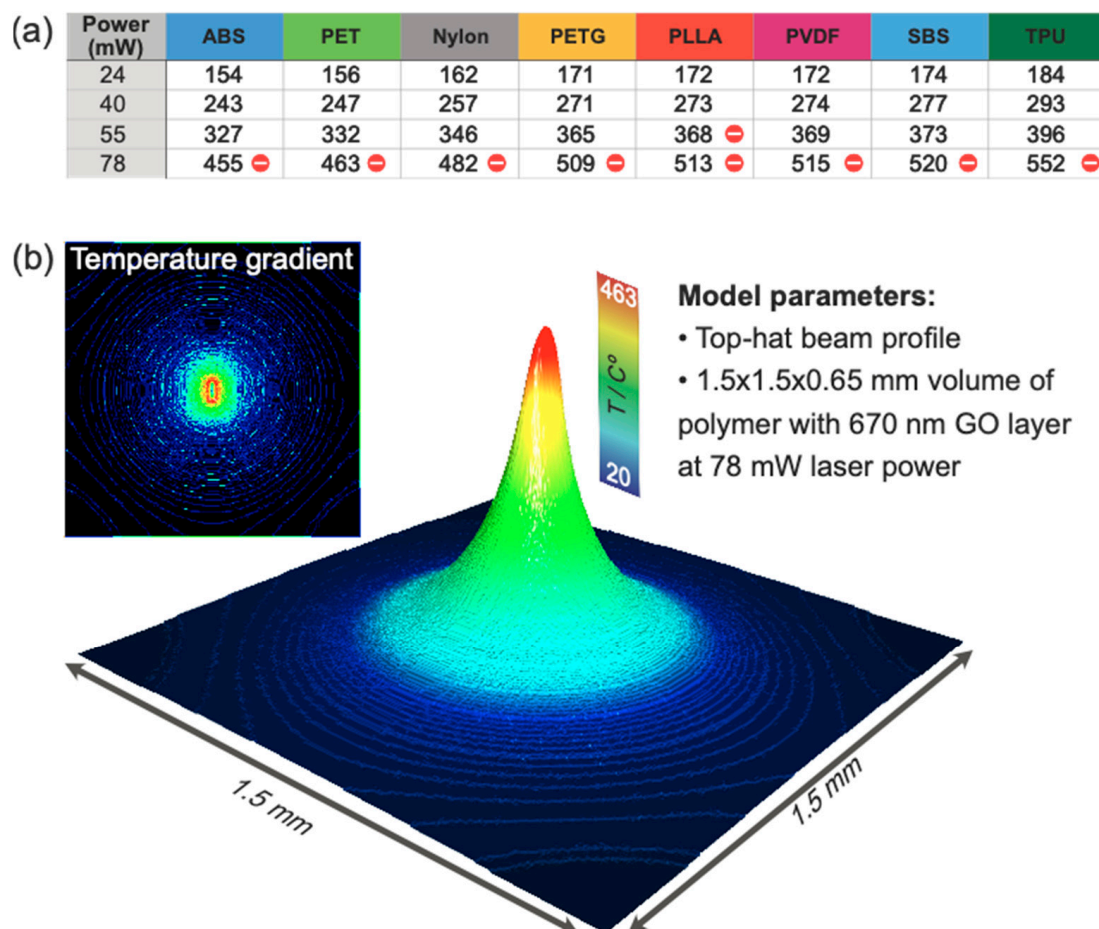 (a)
Power (mW) ABS PET Nylon PETG PLLA PVDF SBS TPU
24 154 156 162 171 172 172 174 184
40 243 247 257 271 273 274 277 293
55 327 332 346 365 368 369 373 396
78 455 463 482 509 513 515 520 552
(b)
Temperature gradient
463
T / C°
20
Model parameters:
• Top-hat beam profile
• 1.5x1.5x0.65 mm volume of
polymer with 670 nm GO layer
at 78 mW laser power
1.5 mm
1.5 mm